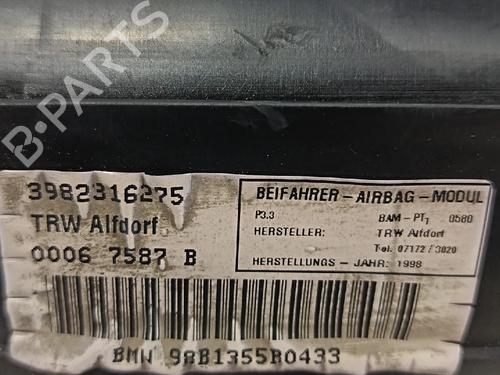 B-PARTS
3982316275
TRW Alfdorf
0006 7587 B
BEIFAHRER-AIRBAG-MODUL
P3.3 BAM-PT1 0580
HERSTELLER: TRW Alfdorf
Tel. 07172/3020
HERSTELLUNGS-JAHR: 1998
BMW 98B1355R0433